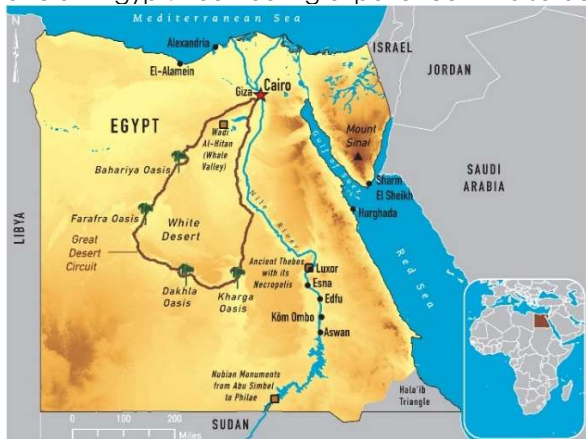 Mediterranean Sea
N
Alexandria
El-Alamein
ISRAEL
JORDAN
Giza
Cairo
EGYPT
Wadi
Al-Hitan
(Whale
Valley)
Mount
Sinai
Gulf of Suez
SAUDI
ARABIA
Bahariya Oasis
Sharm
El Sheikh
Hurghada
Nile River
LIBYA
Farafra Oasis
White
Desert
Great
Desert
Circuit
Red Sea
Ancient Thebes
with its
Necropolis
Luxor
Esna
Edfu
Dakhla
Oasis
Kharga
Oasis
Kôm Ombo
Aswan
Nubian Monuments
from Abu Simbel
to Philae
Hala'ib
Triangle
0 100 200
Miles
SUDAN